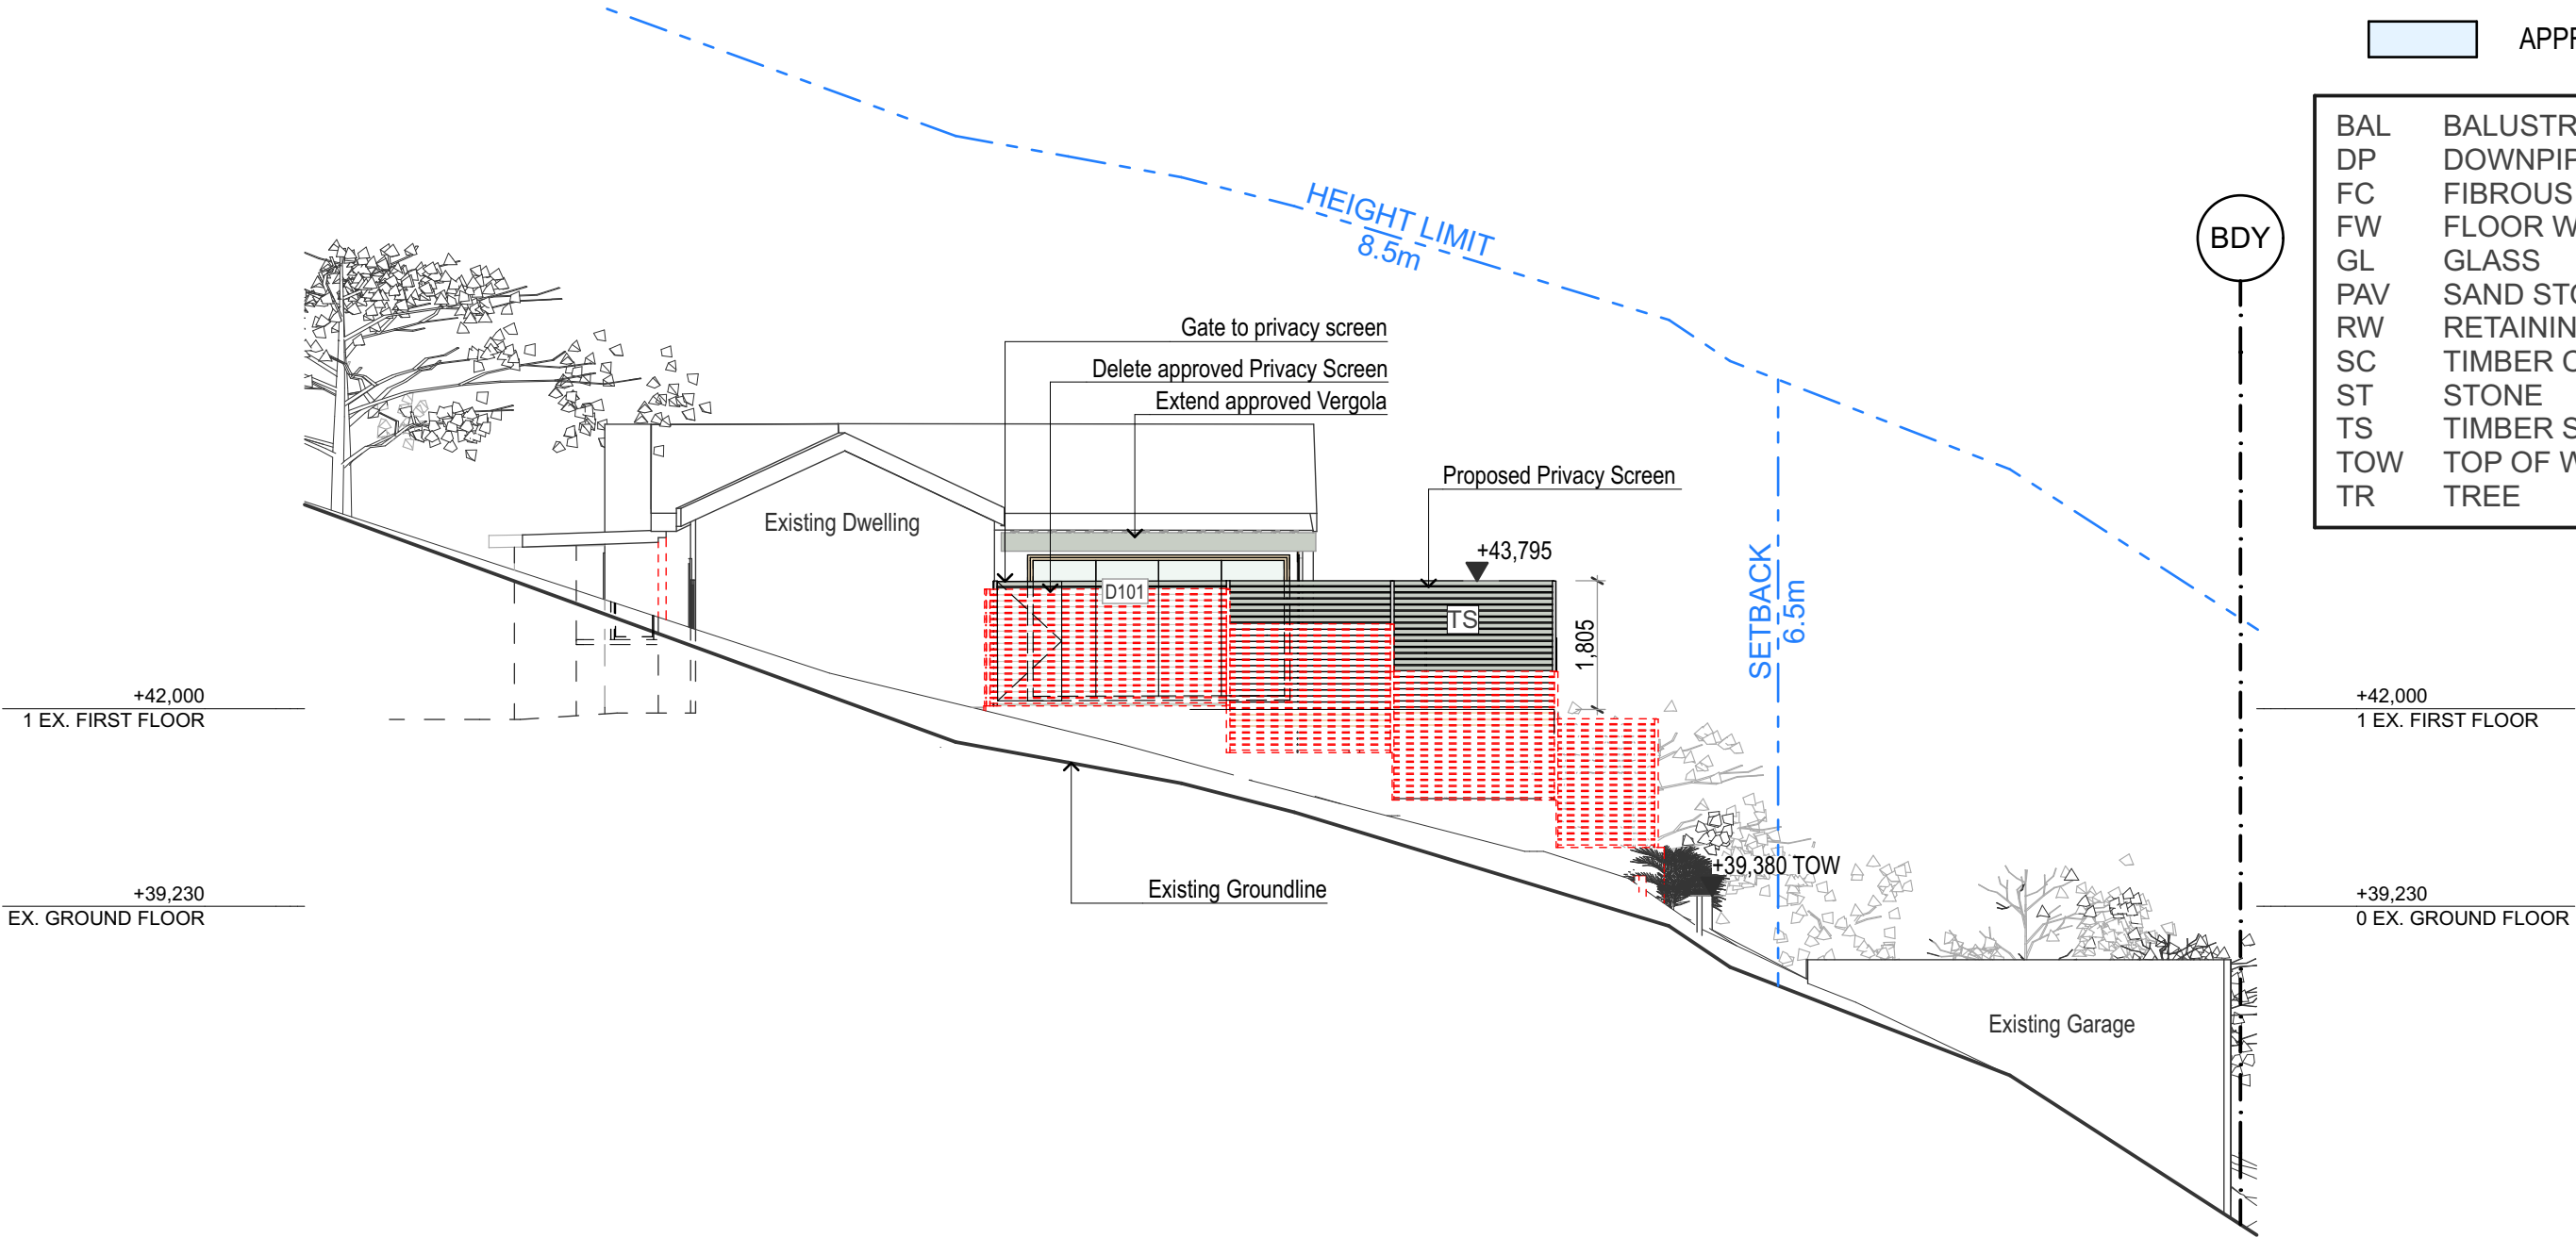 APP
BAL BALUSTR
DP DOWNPIP
FC FIBROUS
FW FLOOR W
GL GLASS
PAV SAND STO
RW RETAININ
SC TIMBER C
ST STONE
TS TIMBER S
TOW TOP OF W
TR TREE
BDY
HEIGHT LIMIT
8.5m
Gate to privacy screen
Delete approved Privacy Screen
Extend approved Vergola
Proposed Privacy Screen
Existing Dwelling
+43,795
D101
TS
1,805
SETBACK
6.5m
+42,000
1 EX. FIRST FLOOR
+42,000
1 EX. FIRST FLOOR
+39,380 TOW
Existing Groundline
+39,230
EX. GROUND FLOOR
+39,230
0 EX. GROUND FLOOR
Existing Garage